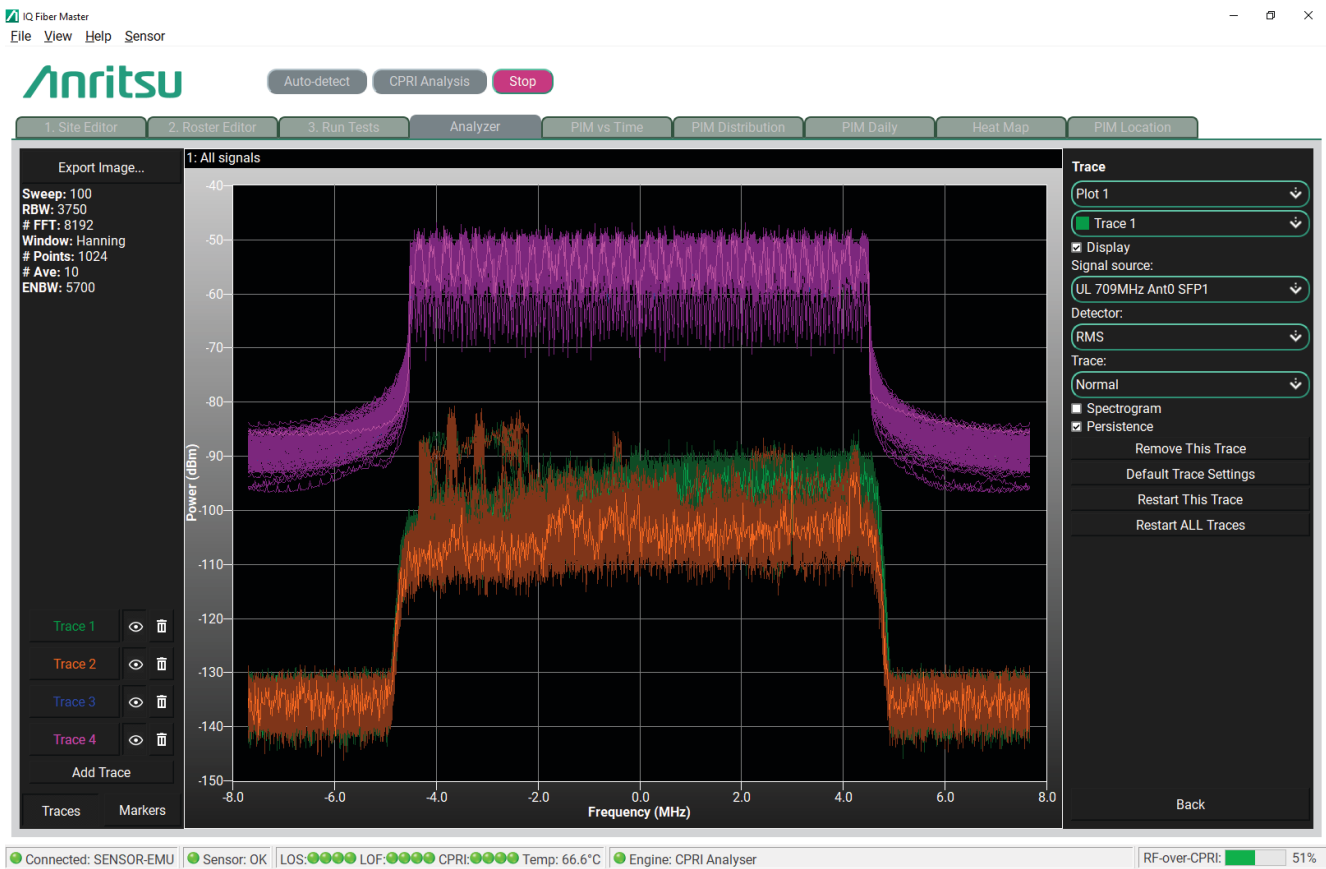 IQ Fiber Master
File View Help Sensor
Anritsu
Auto-detect CPRI Analysis Stop
1. Site Editor 2. Roster Editor 3. Run Tests Analyzer PIM vs Time PIM Distribution PIM Daily Heat Map PIM Location
Export Image...
Sweep: 100
RBW: 3750
# FFT: 8192
Window: Hanning
# Points: 1024
# Ave: 10
ENBW: 5700
Trace 1
Trace 2
Trace 3
Trace 4
Add Trace
Traces Markers
1: All signals
Power (dBm)
-40
-50
-60
-70
-80
-90
-100
-110
-120
-130
-140
-150
-8.0 -6.0 -4.0 -2.0 0.0 2.0 4.0 6.0 8.0
Frequency (MHz)
Trace
Plot 1
Trace 1
Display
Signal source:
UL 709MHz Ant0 SFP1
Detector:
RMS
Trace:
Normal
Spectrogram
Persistence
Remove This Trace
Default Trace Settings
Restart This Trace
Restart ALL Traces
Back
Connected: SENSOR-EMU Sensor: OK LOS: LOF: CPRI: Temp: 66.6°C Engine: CPRI Analyser RF-over-CPRI: 51%